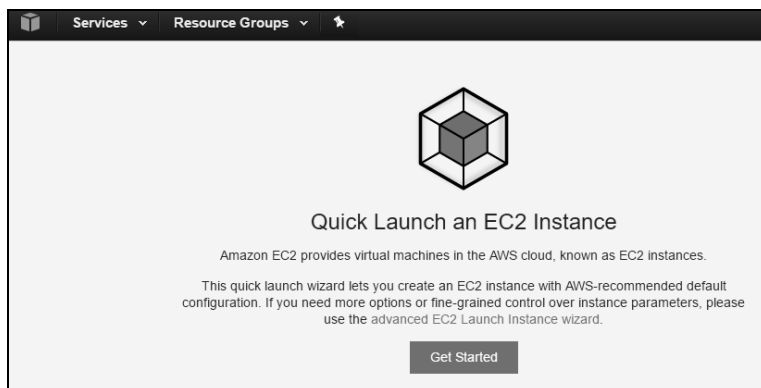 Services Resource Groups
Quick Launch an EC2 Instance
Amazon EC2 provides virtual machines in the AWS cloud, known as EC2 instances.
This quick launch wizard lets you create an EC2 instance with AWS-recommended default
configuration. If you need more options or fine-grained control over instance parameters, please
use the advanced EC2 Launch Instance wizard.
Get Started